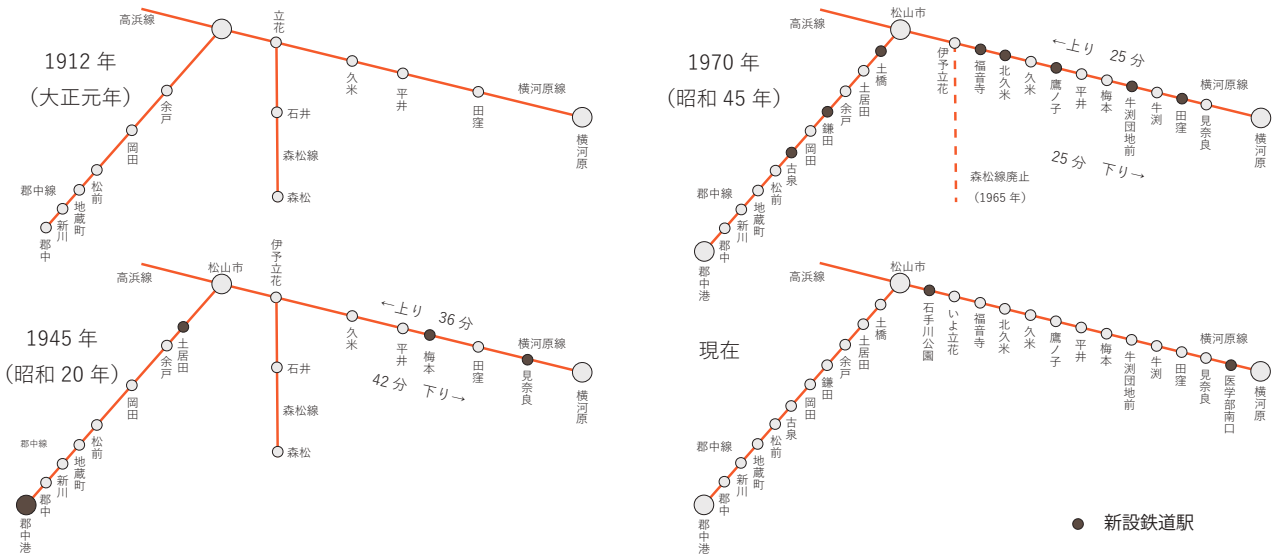 1912 年
（大正元年）
高浜線
松山市
立花
久米
平井
田窪
横河原線
横河原
余戸
岡田
松前
地蔵町
新川
郡中
郡中線
石井
森松線
森松
1970 年
（昭和 45 年）
高浜線
松山市
伊予立花
福音寺
北久米
久米
鷹ノ子
平井
梅本
牛渕団地前
牛渕
田窪
見奈良
横河原線
横河原
←上り 25 分
25 分 下り→
土橋
土居田
余戸
鎌田
岡田
古泉
松前
地蔵町
新川
郡中
郡中港
郡中線
森松線廃止
（1965 年）
1945 年
（昭和 20 年）
高浜線
松山市
伊予立花
久米
平井
梅本
田窪
見奈良
横河原線
横河原
←上り 36 分
42 分 下り→
土居田
余戸
岡田
松前
地蔵町
新川
郡中
郡中港
郡中線
石井
森松線
森松
現在
高浜線
松山市
石手川公園
いよ立花
福音寺
北久米
久米
鷹ノ子
平井
梅本
牛渕団地前
牛渕
田窪
見奈良
医学部南口
横河原線
横河原
土橋
土居田
余戸
鎌田
岡田
古泉
松前
地蔵町
新川
郡中
郡中港
郡中線
新設鉄道駅